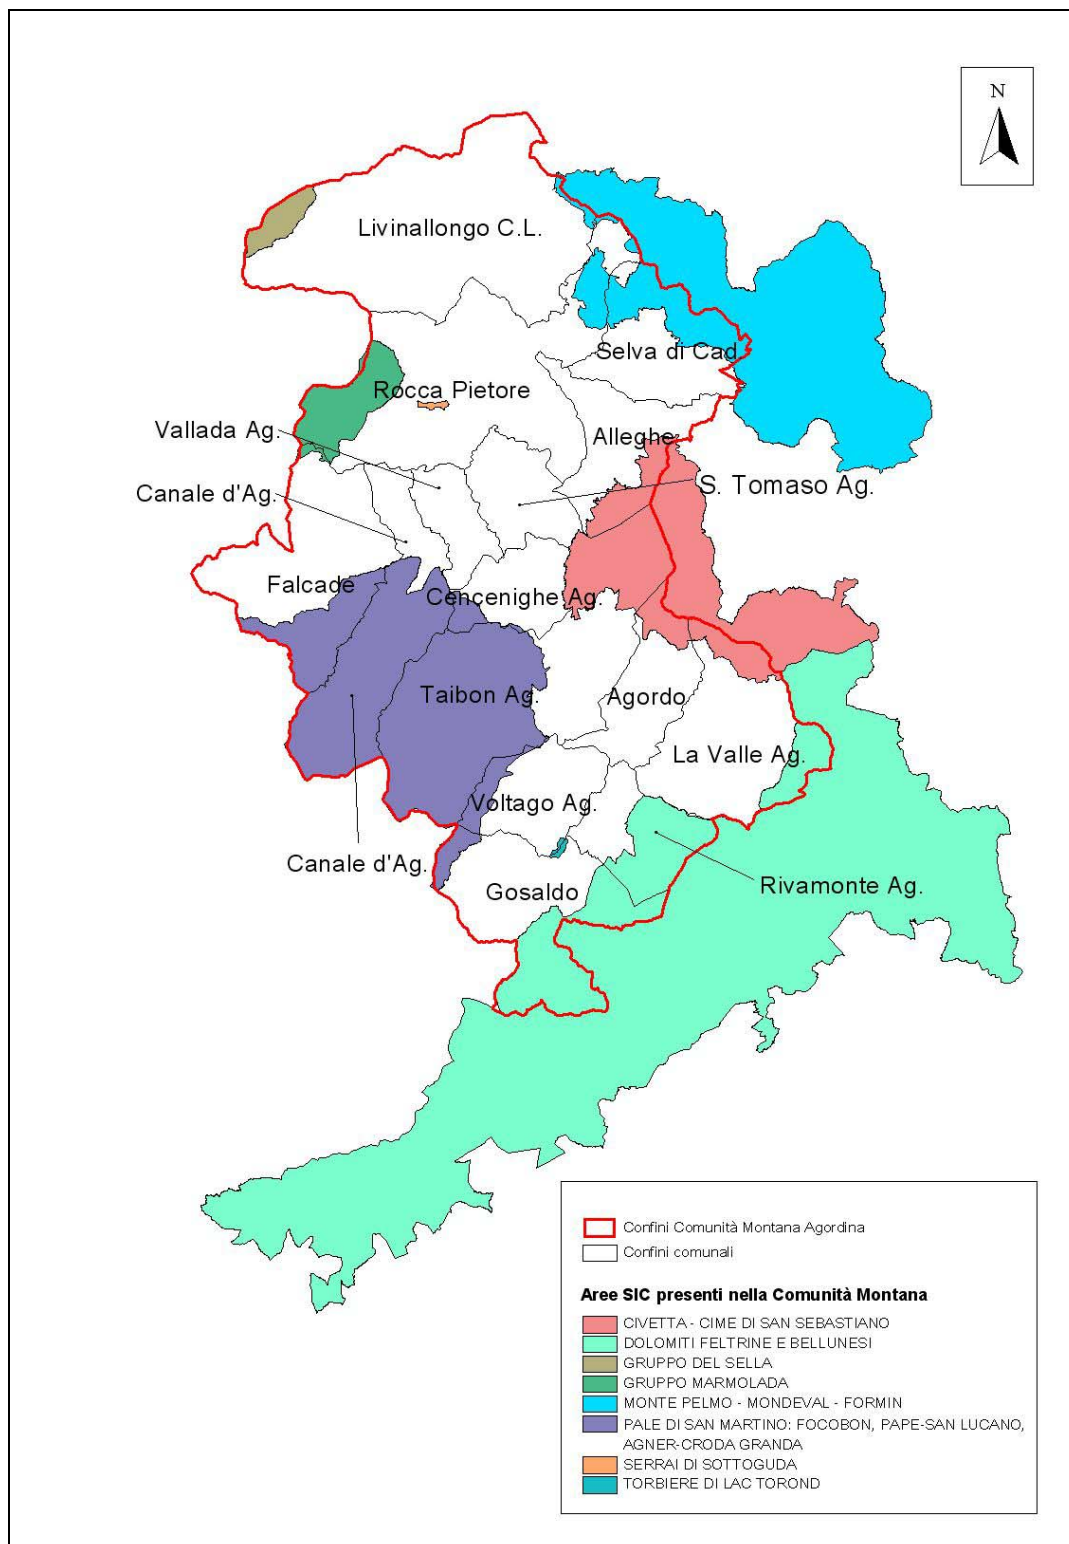 N
Livinallongo C.L.
Selva di Cad.
Rocca Pietore
Vallada Ag.
Alleghe
Canale d'Ag.
S. Tomaso Ag.
Falcade
Cencenighe Ag.
Taibon Ag.
Agordo
La Valle Ag.
Voltago Ag.
Canale d'Ag.
Gosaldo
Rivamonte Ag.
Confini Comunità Montana Agordina
Confini comunali
Aree SIC presenti nella Comunità Montana
CIVETTA - CIME DI SAN SEBASTIANO
DOLOMITI FELTRINE E BELLUNESI
GRUPPO DEL SELLA
GRUPPO MARMOLADA
MONTE PELMO - MONDEVAL - FORMIN
PALE DI SAN MARTINO: FOCOBON, PAPE-SAN LUCANO,
AGNER-CRODA GRANDA
SERRAI DI SOTTOGUDA
TORBIERE DI LAC TOROND